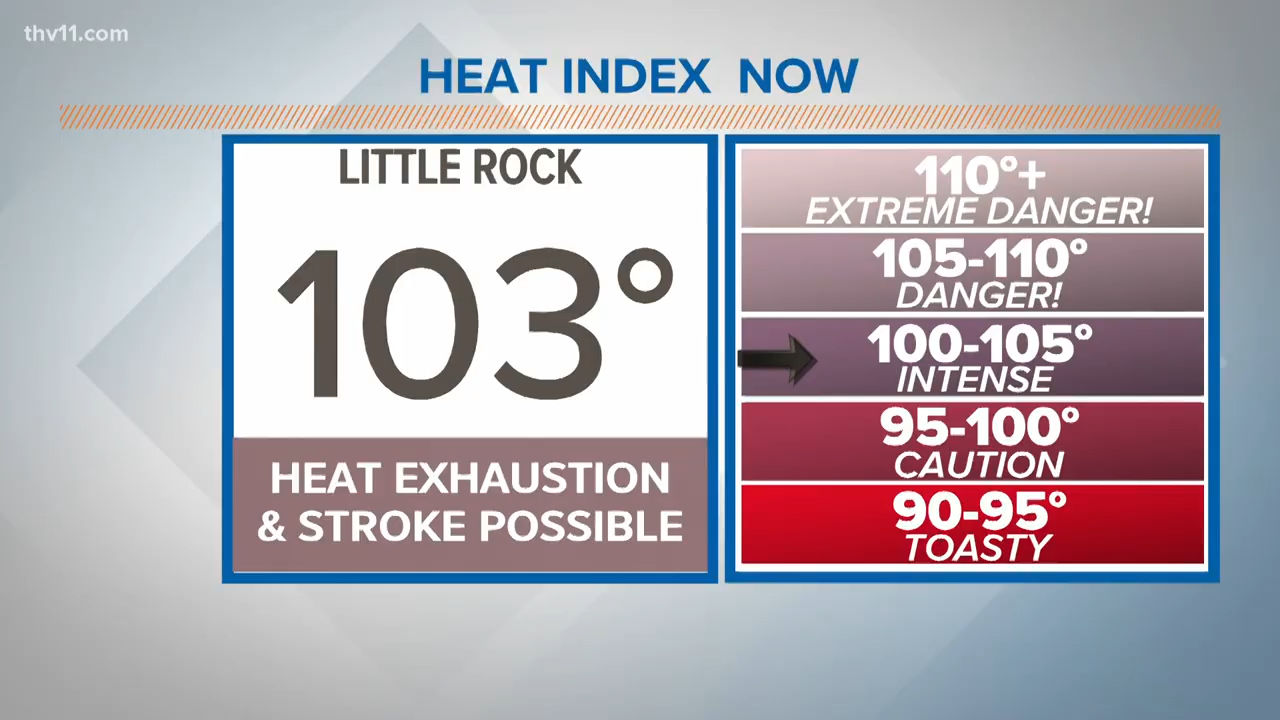 thv11.com
HEAT INDEX NOW
LITTLE ROCK
103°
HEAT EXHAUSTION
& STROKE POSSIBLE
110°+
EXTREME DANGER!
105-110°
DANGER!
100-105°
INTENSE
95-100°
CAUTION
90-95°
TOASTY